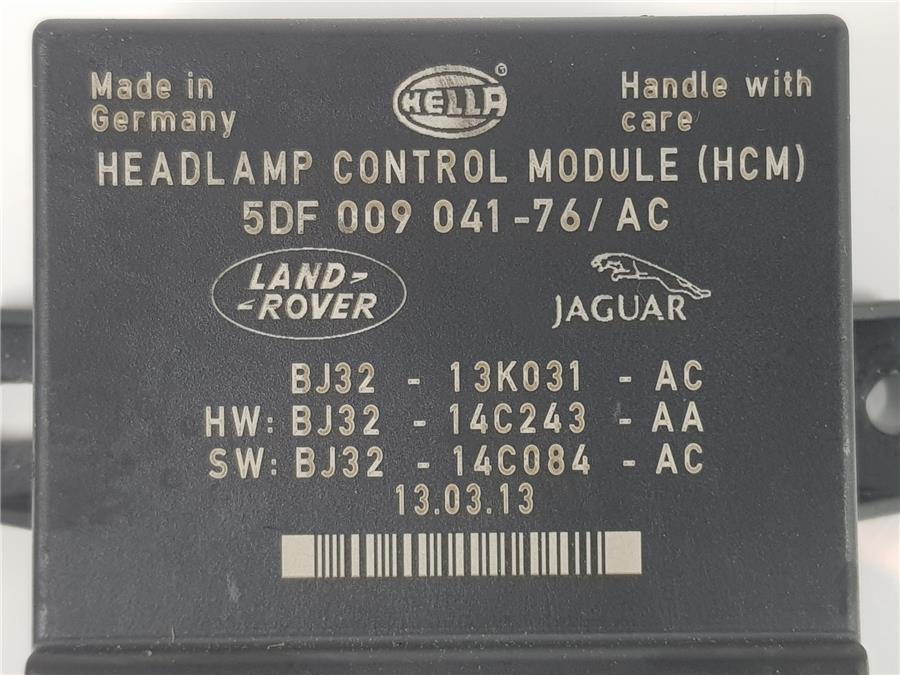 Made in
Germany
HELLA
Handle with
care
HEADLAMP CONTROL MODULE (HCM)
5DF 009 041-76/ AC
LAND-
-ROVER
JAGUAR
BJ32 - 13K031 - AC
HW: BJ32 - 14C243 - AA
SW: BJ32 - 14C084 - AC
13.03.13